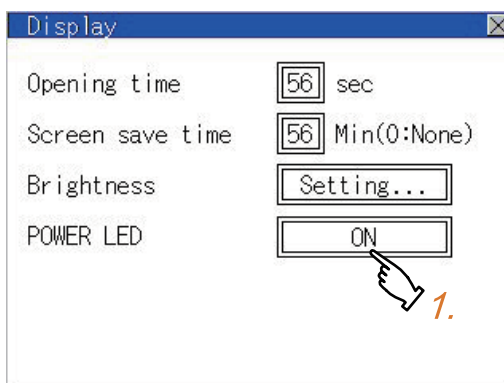 Display
Opening time 56 sec
Screen save time 56 Min(0:None)
Brightness Setting...
POWER LED ON
1.